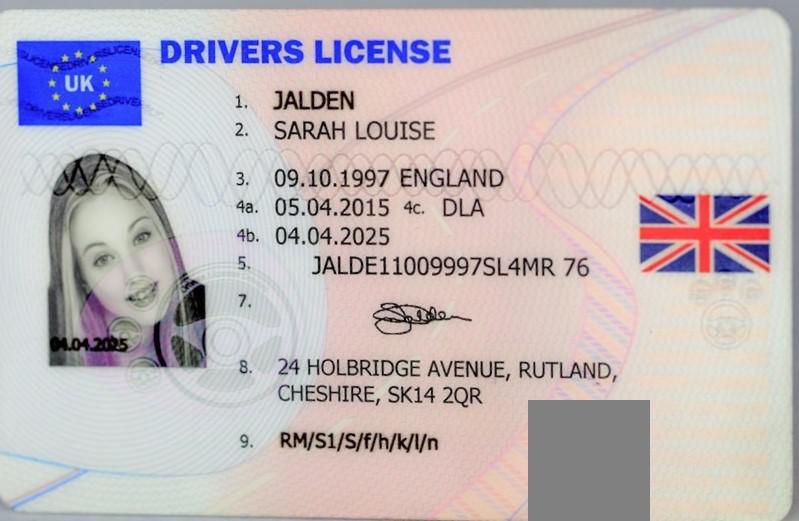 DRIVERS LICENSE
UK
1. JALDEN
2. SARAH LOUISE
3. 09.10.1997 ENGLAND
4a. 05.04.2015 4c. DLA
4b. 04.04.2025
5. JALDE11009997SL4MR 76
7. Jalden
04.04.2025
8. 24 HOLBRIDGE AVENUE, RUTLAND,
CHESHIRE, SK14 2QR
9. RM/S1/S/f/h/k/l/n